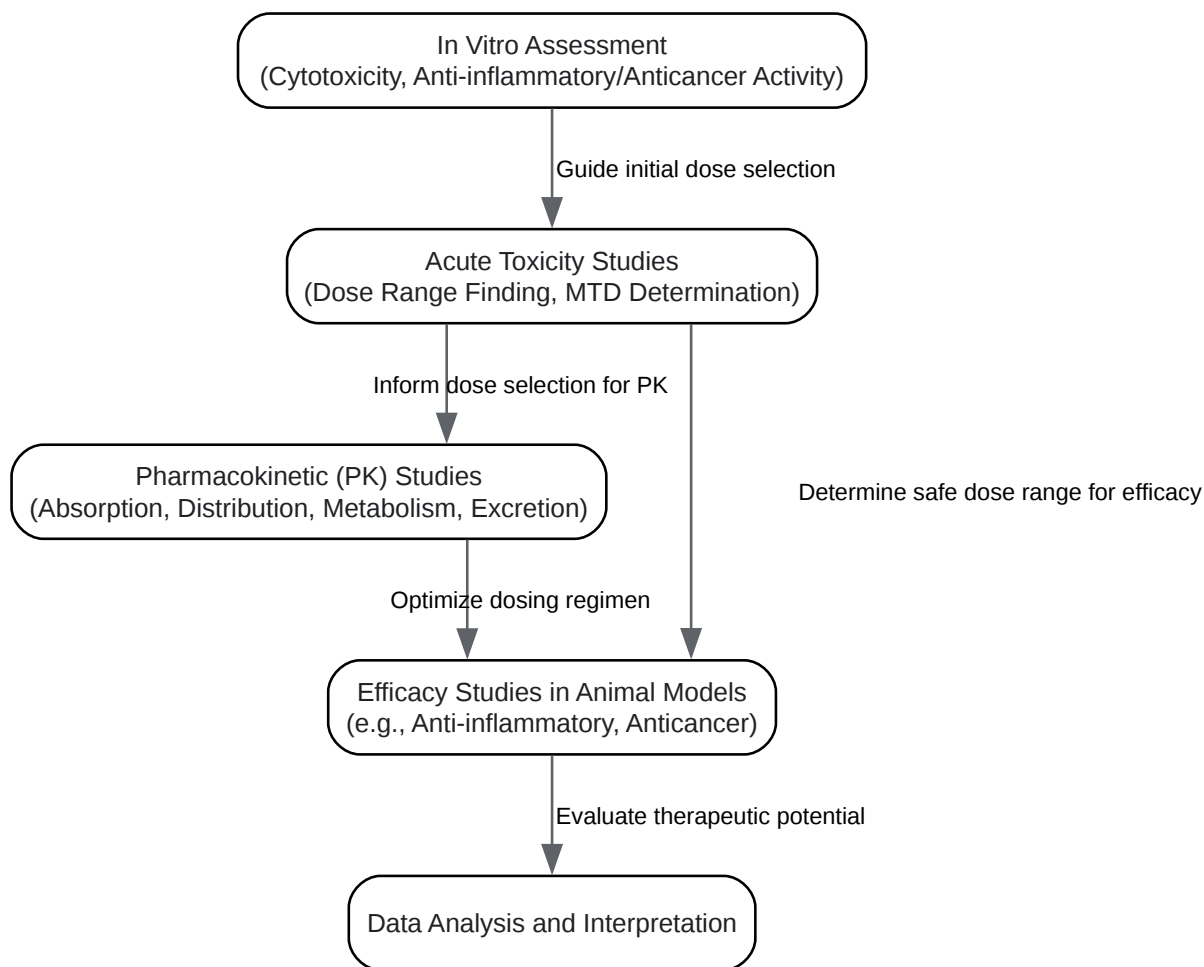 In Vitro Assessment
(Cytotoxicity, Anti-inflammatory/Anticancer Activity)
Guide initial dose selection
Acute Toxicity Studies
(Dose Range Finding, MTD Determination)
Inform dose selection for PK
Pharmacokinetic (PK) Studies
(Absorption, Distribution, Metabolism, Excretion)
Determine safe dose range for efficacy
Optimize dosing regimen
Efficacy Studies in Animal Models
(e.g., Anti-inflammatory, Anticancer)
Evaluate therapeutic potential
Data Analysis and Interpretation